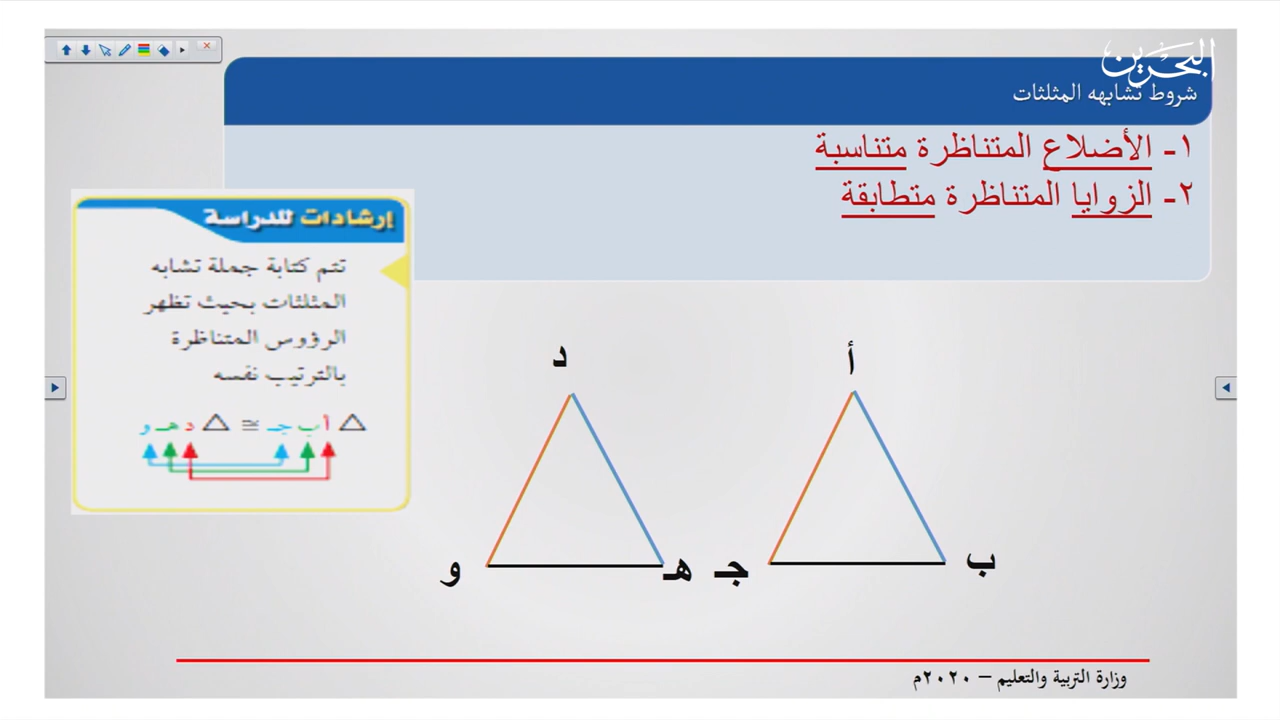 البحرين
شروط تشابهه المثلثات
١- الأضلاع المتناظرة متناسبة
٢- الزوايا المتناظرة متطابقة
إرشادات للدراسة
تتم كتابة جملة تشابه
المثلثات بحيث تظهر
الرؤوس المتناظرة
بالترتيب نفسه
△ أ ب جـ ≅ △ د هـ و
د
أ
و
هـ
جـ
ب
وزارة التربية والتعليم – ٢٠٢٠م